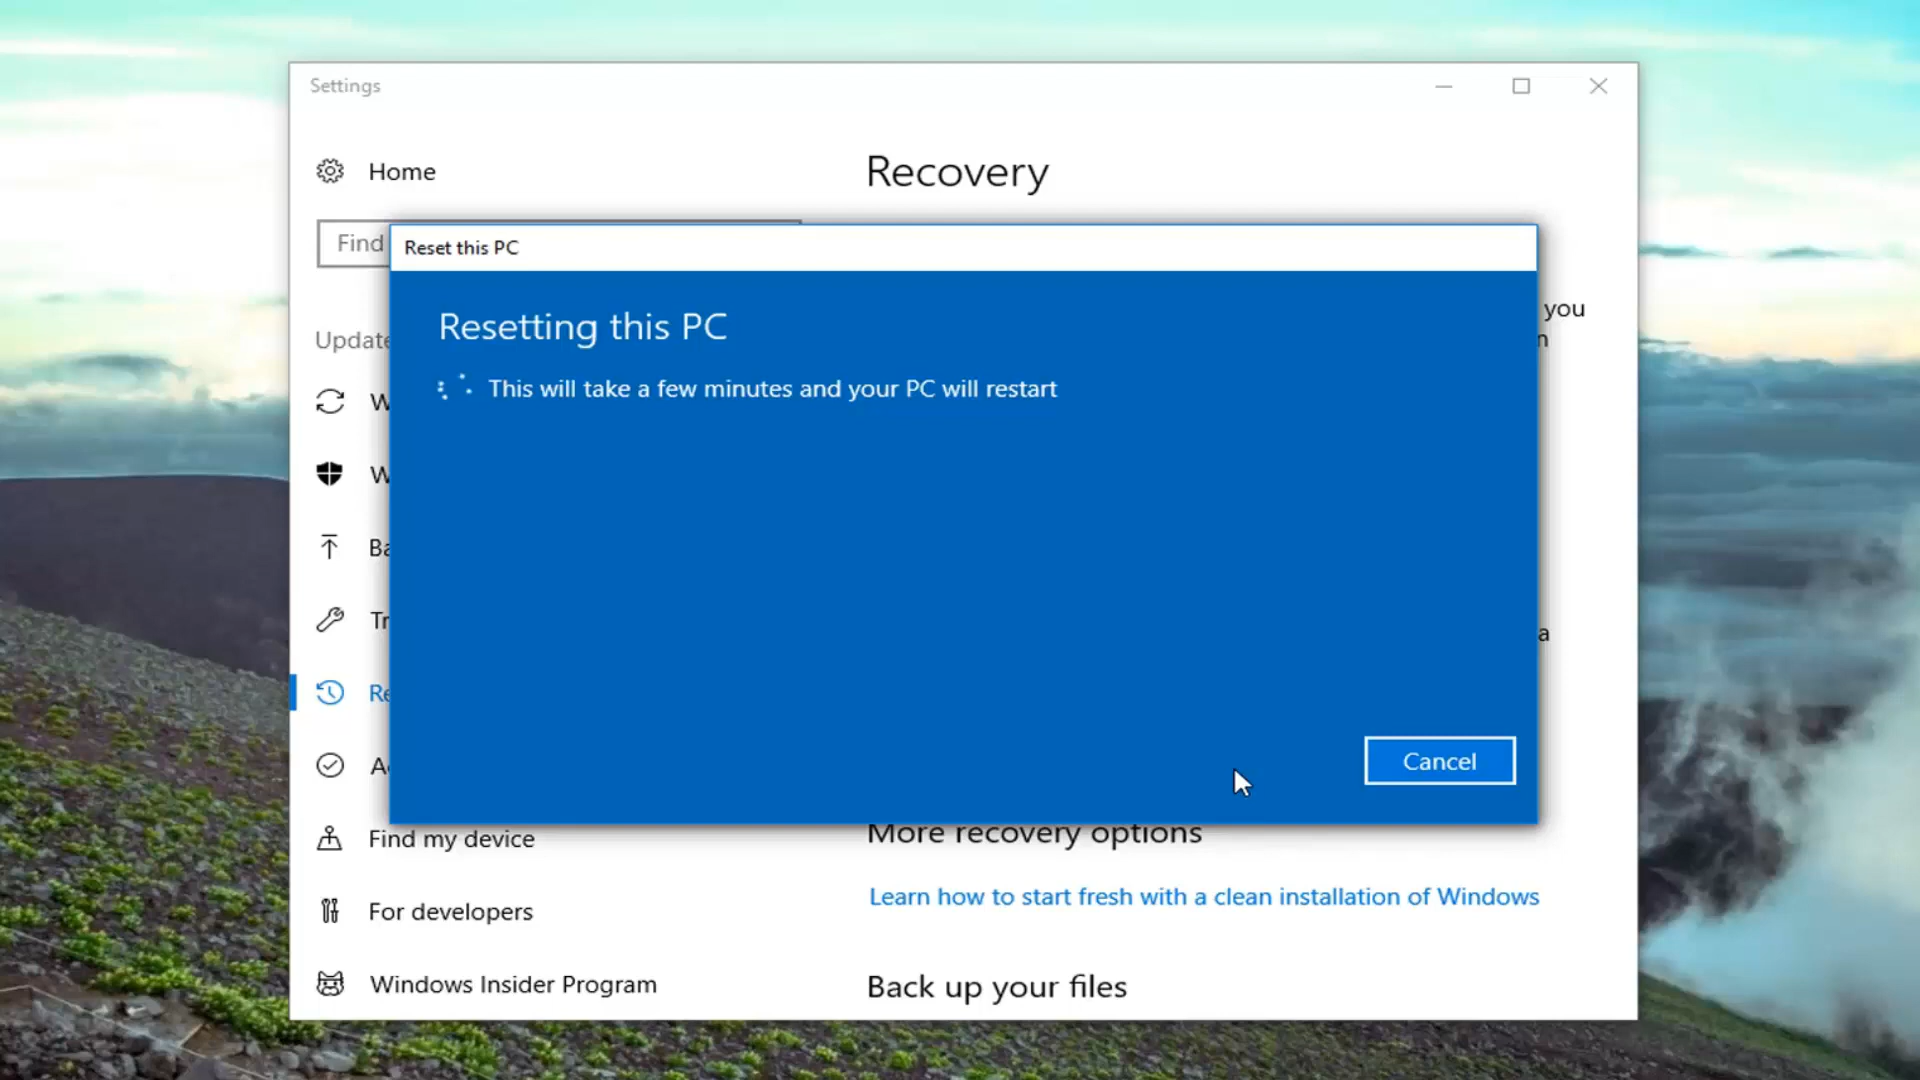 Settings
Home
Recovery
Find
Reset this PC
Resetting this PC
This will take a few minutes and your PC will restart
you
Cancel
Find my device
More recovery options
Learn how to start fresh with a clean installation of Windows
For developers
Windows Insider Program
Back up your files